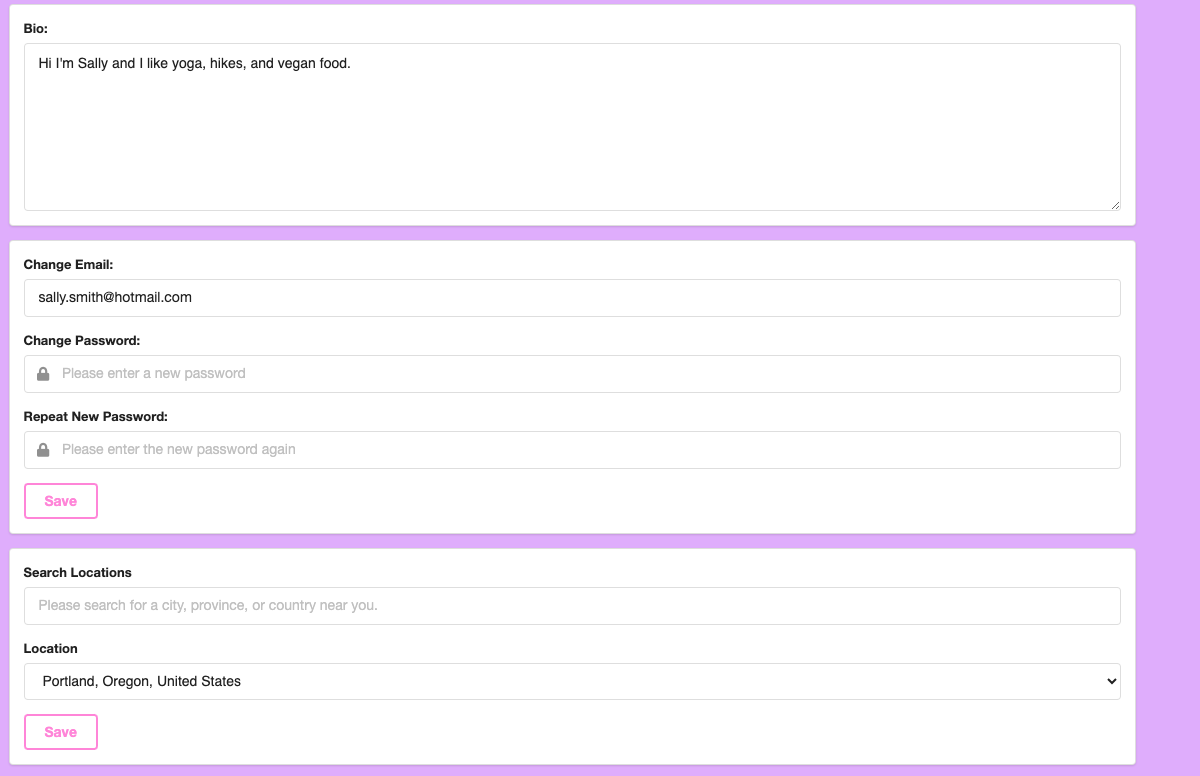 Bio:
Hi I'm Sally and I like yoga, hikes, and vegan food.
Change Email:
sally.smith@hotmail.com
Change Password:
Please enter a new password
Repeat New Password:
Please enter the new password again
Save
Search Locations
Please search for a city, province, or country near you.
Location
Portland, Oregon, United States
Save